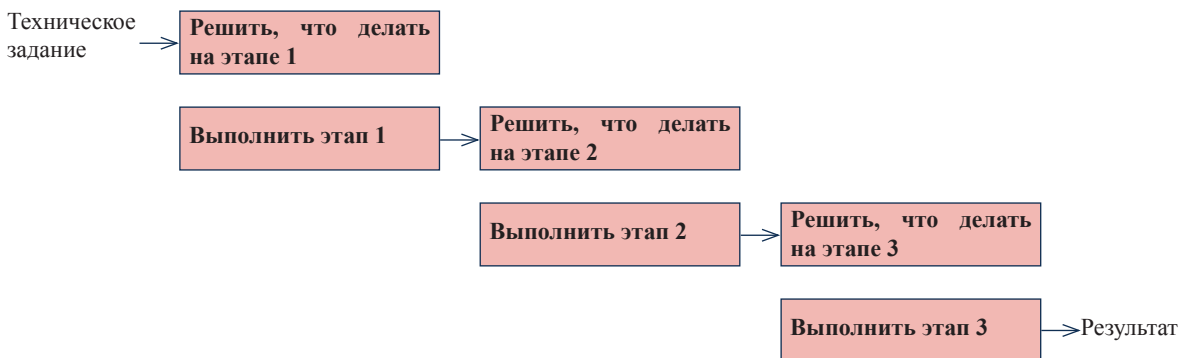 Техническое
задание
Решить, что делать
на этапе 1
Выполнить этап 1
Решить, что делать
на этапе 2
Выполнить этап 2
Решить, что делать
на этапе 3
Выполнить этап 3
Результат